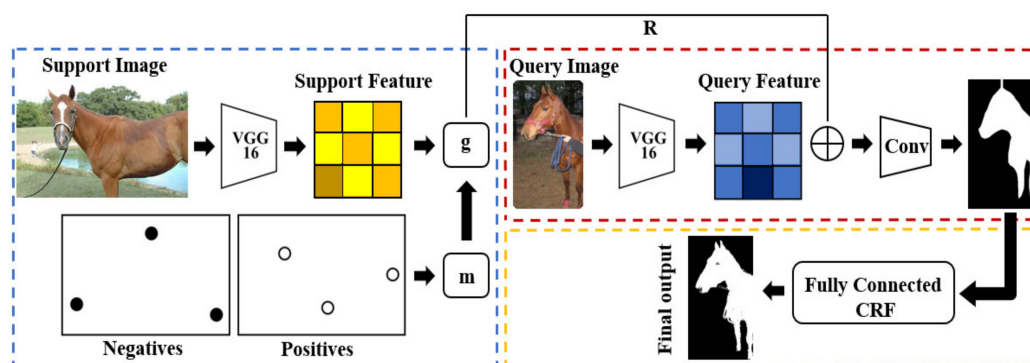 R
Support Image
Support Feature
VGG
16
g
Negatives
Positives
m
Query Image
Query Feature
VGG
16
Conv
Final output
Fully Connected
CRF